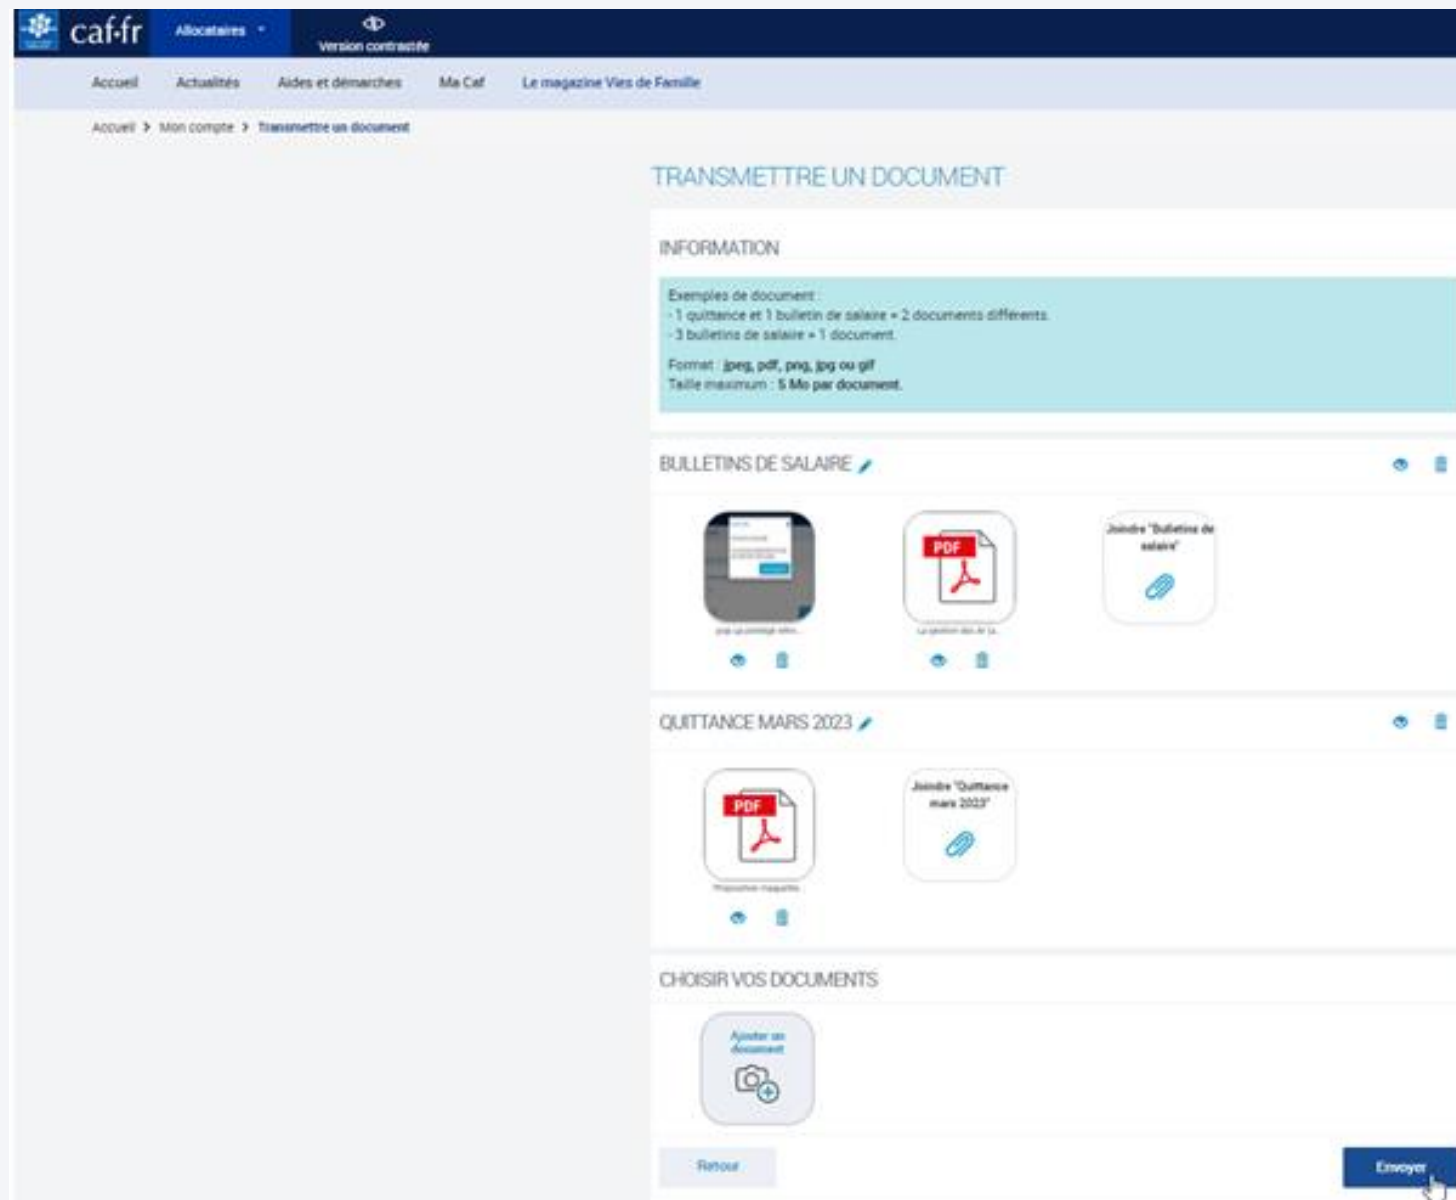 caf•fr
Allocataires
Version contrastée
Accueil Actualités Aides et démarches Ma Caf Le magazine Vies de Famille
Accueil > Mon compte > Transmettre un document
TRANSMETTRE UN DOCUMENT
INFORMATION
Exemples de document :
- 1 quittance et 1 bulletin de salaire = 2 documents différents.
- 3 bulletins de salaire = 1 document.
Format : jpeg, pdf, png, jpg ou gif
Taille maximum : 5 Mo par document.
BULLETINS DE SALAIRE
PDF
Joindre "Bulletins de
salaire"
QUITTANCE MARS 2023
PDF
Joindre "Quittance
mars 2023"
CHOISIR VOS DOCUMENTS
Ajouter un
document
Retour
Envoyer